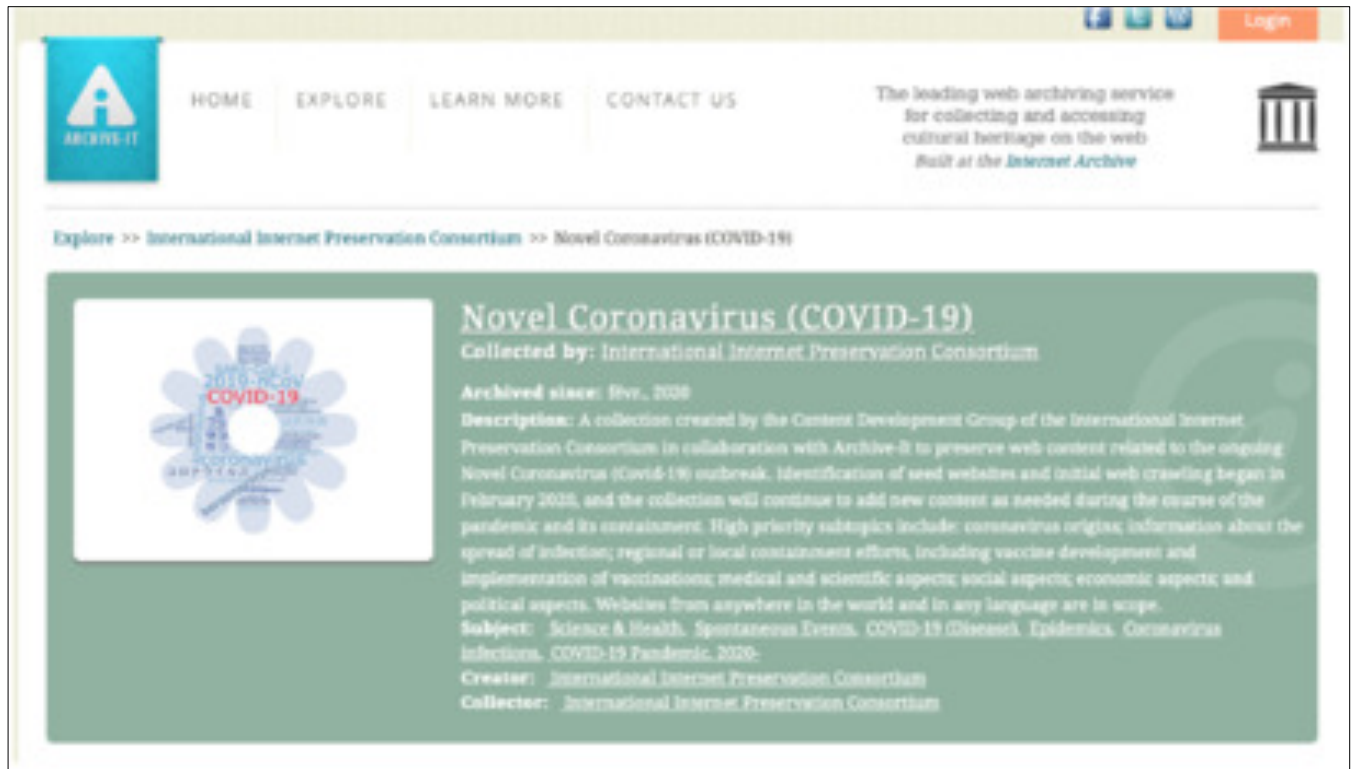 Login
ARCHIVE-IT
HOME EXPLORE LEARN MORE CONTACT US
The leading web archiving service
for collecting and accessing
cultural heritage on the web
Built at the Internet Archive
Explore >> International Internet Preservation Consortium >> Novel Coronavirus (COVID-19)
2019-nCoV
COVID-19
coronavirus
Novel Coronavirus (COVID-19)
Collected by: International Internet Preservation Consortium
Archived since: févr., 2020
Description: A collection created by the Content Development Group of the International Internet
Preservation Consortium in collaboration with Archive-It to preserve web content related to the ongoing
Novel Coronavirus (Covid-19) outbreak. Identification of seed websites and initial web crawling began in
February 2020, and the collection will continue to add new content as needed during the course of the
pandemic and its containment. High priority subtopics include: coronavirus origins; information about the
spread of infection; regional or local containment efforts, including vaccine development and
implementation of vaccinations; medical and scientific aspects; social aspects; economic aspects; and
political aspects. Websites from anywhere in the world and in any language are in scope.
Subject: Science & Health, Spontaneous Events, COVID-19 (Disease), Epidemics, Coronavirus
infections, COVID-19 Pandemic, 2020-
Creator: International Internet Preservation Consortium
Collector: International Internet Preservation Consortium